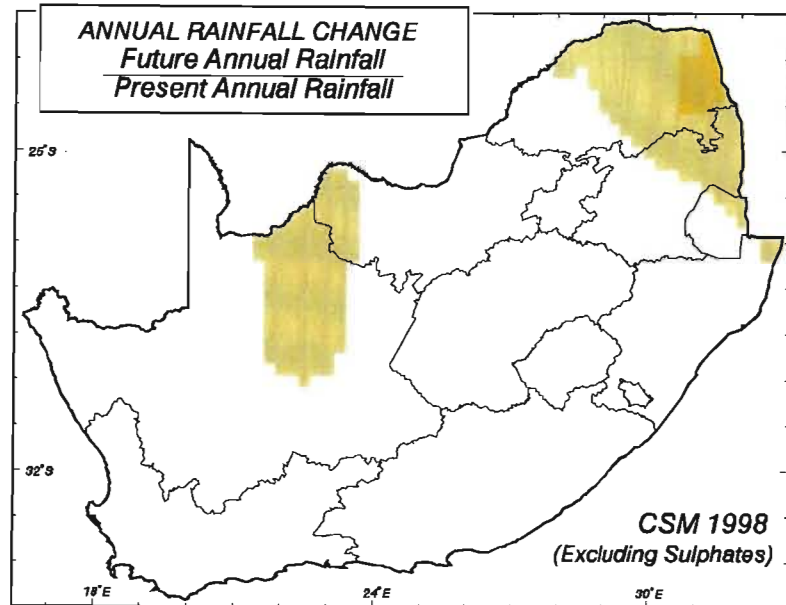 ANNUAL RAINFALL CHANGE
Future Annual Rainfall
Present Annual Rainfall
25°S
32°S
CSM 1998
(Excluding Sulphates)
18°E
24°E
30°E